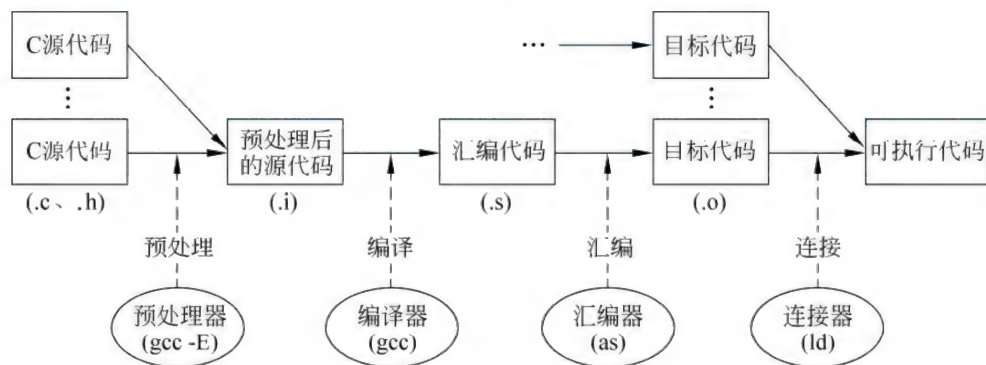 C源代码
…
目标代码
⋮
⋮
C源代码
预处理后
的源代码
汇编代码
目标代码
可执行代码
(.c、.h)
(.i)
(.s)
(.o)
预处理
编译
汇编
连接
预处理器
(gcc -E)
编译器
(gcc)
汇编器
(as)
连接器
(ld)